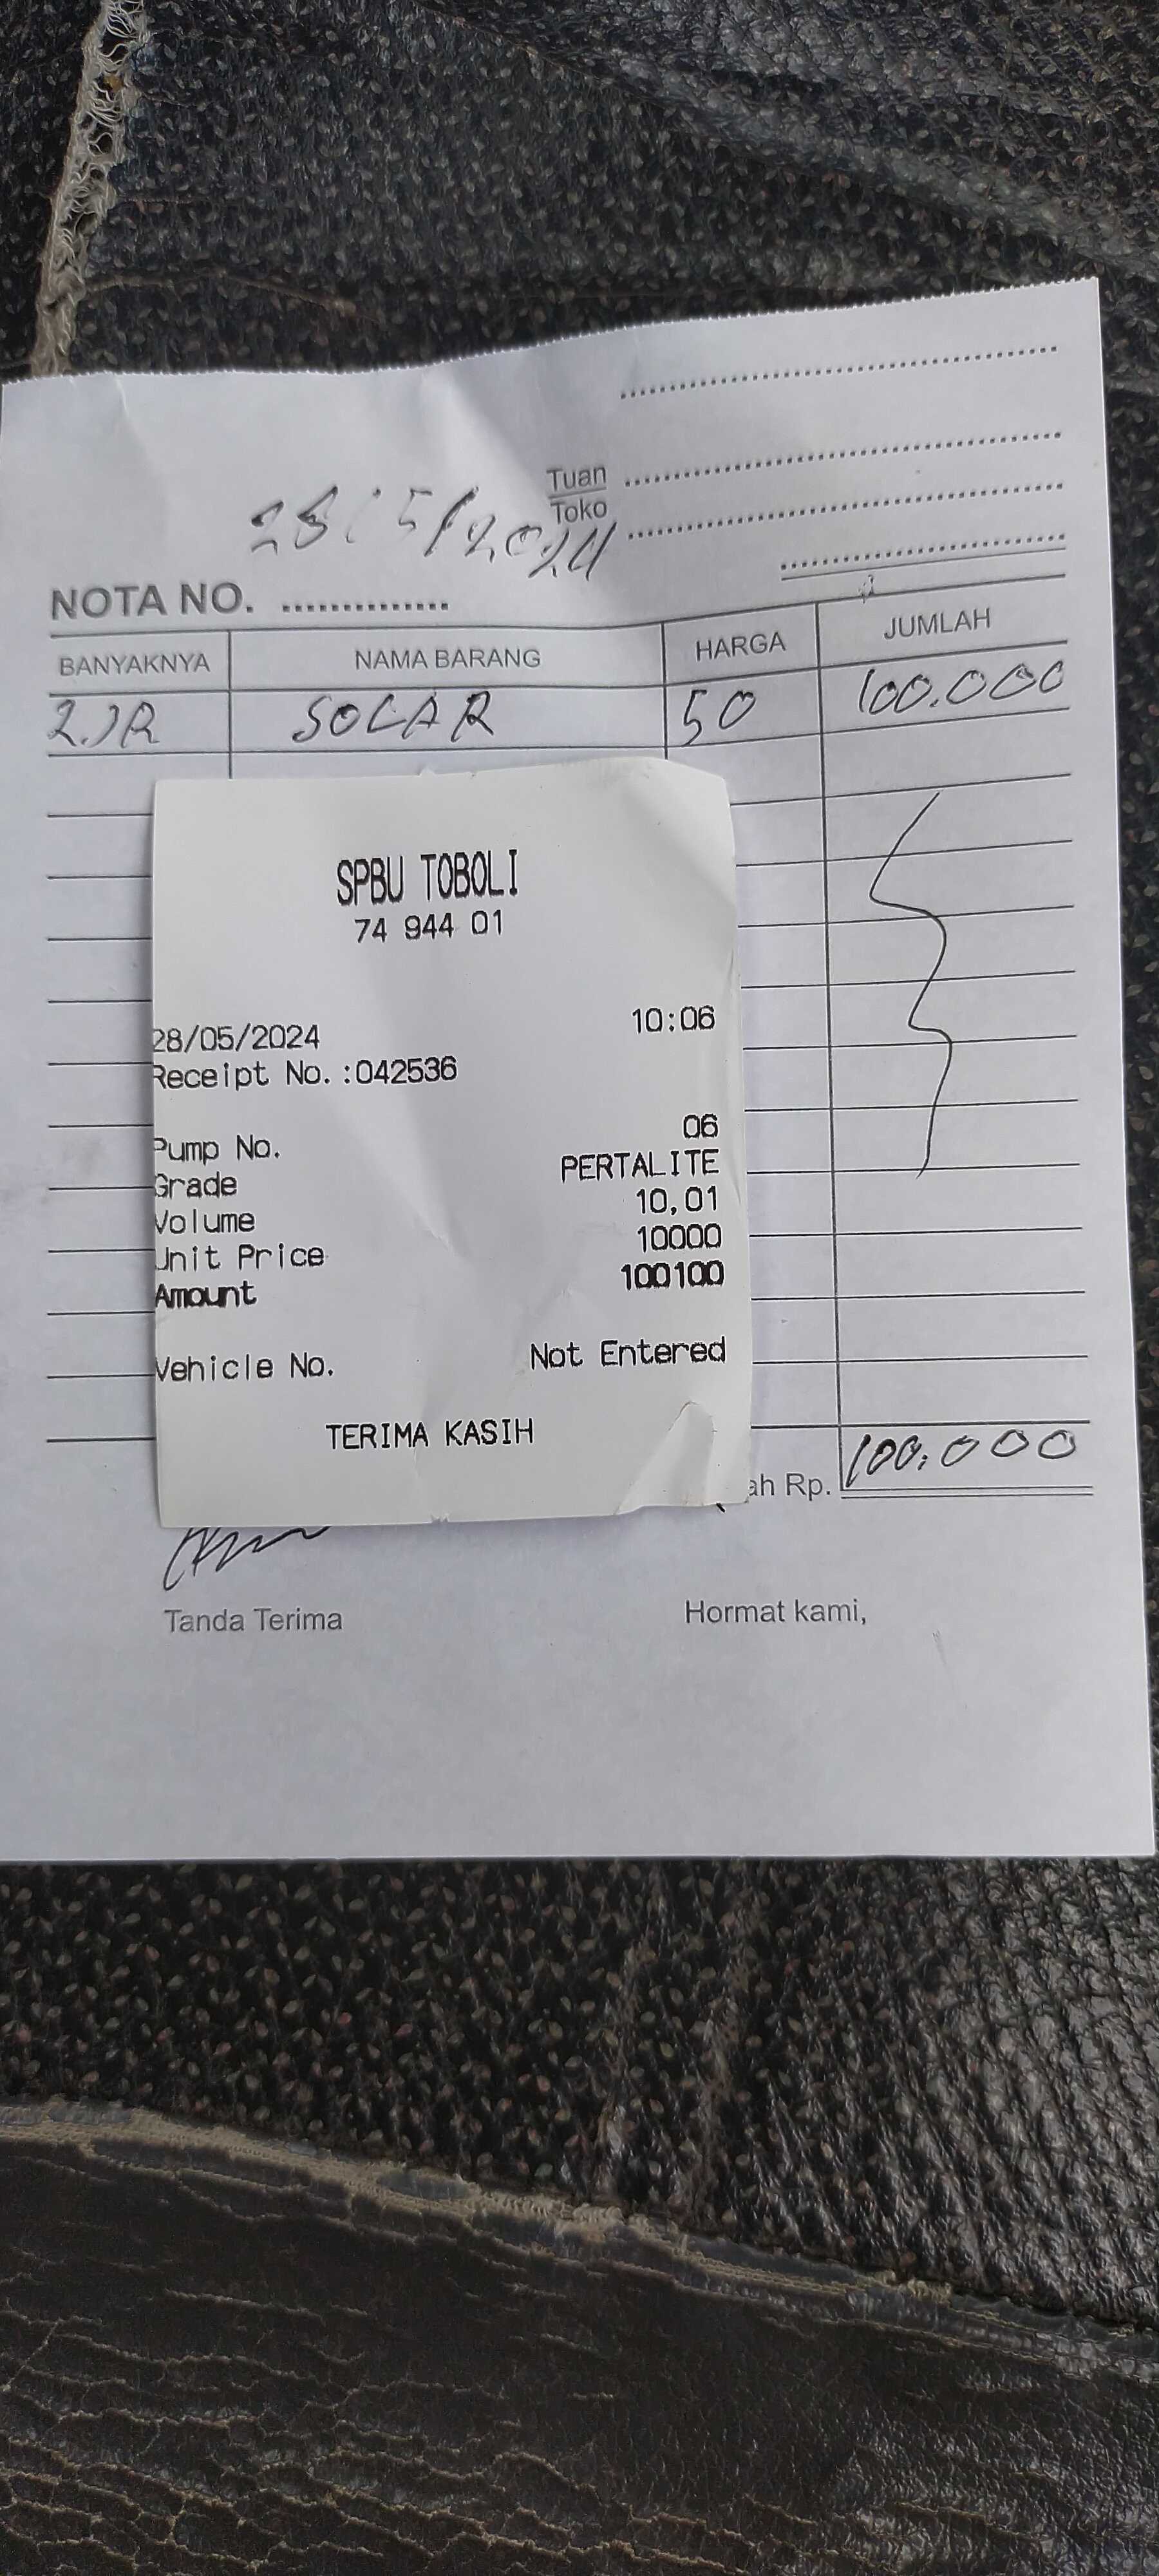 Tuan
Toko
28/5/2024
NOTA NO. ...............
BANYAKNYA NAMA BARANG HARGA JUMLAH
2.JR SOLAR 50 100.000
SPBU TOBOLI
74 944 01
28/05/2024 10:06
Receipt No.:042536
Pump No. 06
Grade PERTALITE
Volume 10,01
Unit Price 10000
Amount 100100
Vehicle No. Not Entered
TERIMA KASIH
ah Rp. 100.000
Tanda Terima Hormat kami,